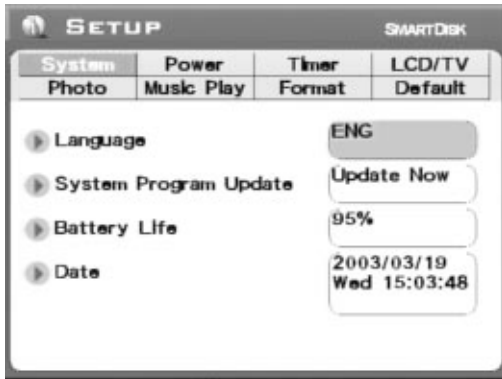 SETUP SMARTDISK
System Power Timer LCD/TV
Photo Music Play Format Default
Language ENG
System Program Update Update Now
Battery Life 95%
Date 2003/03/19
Wed 15:03:48